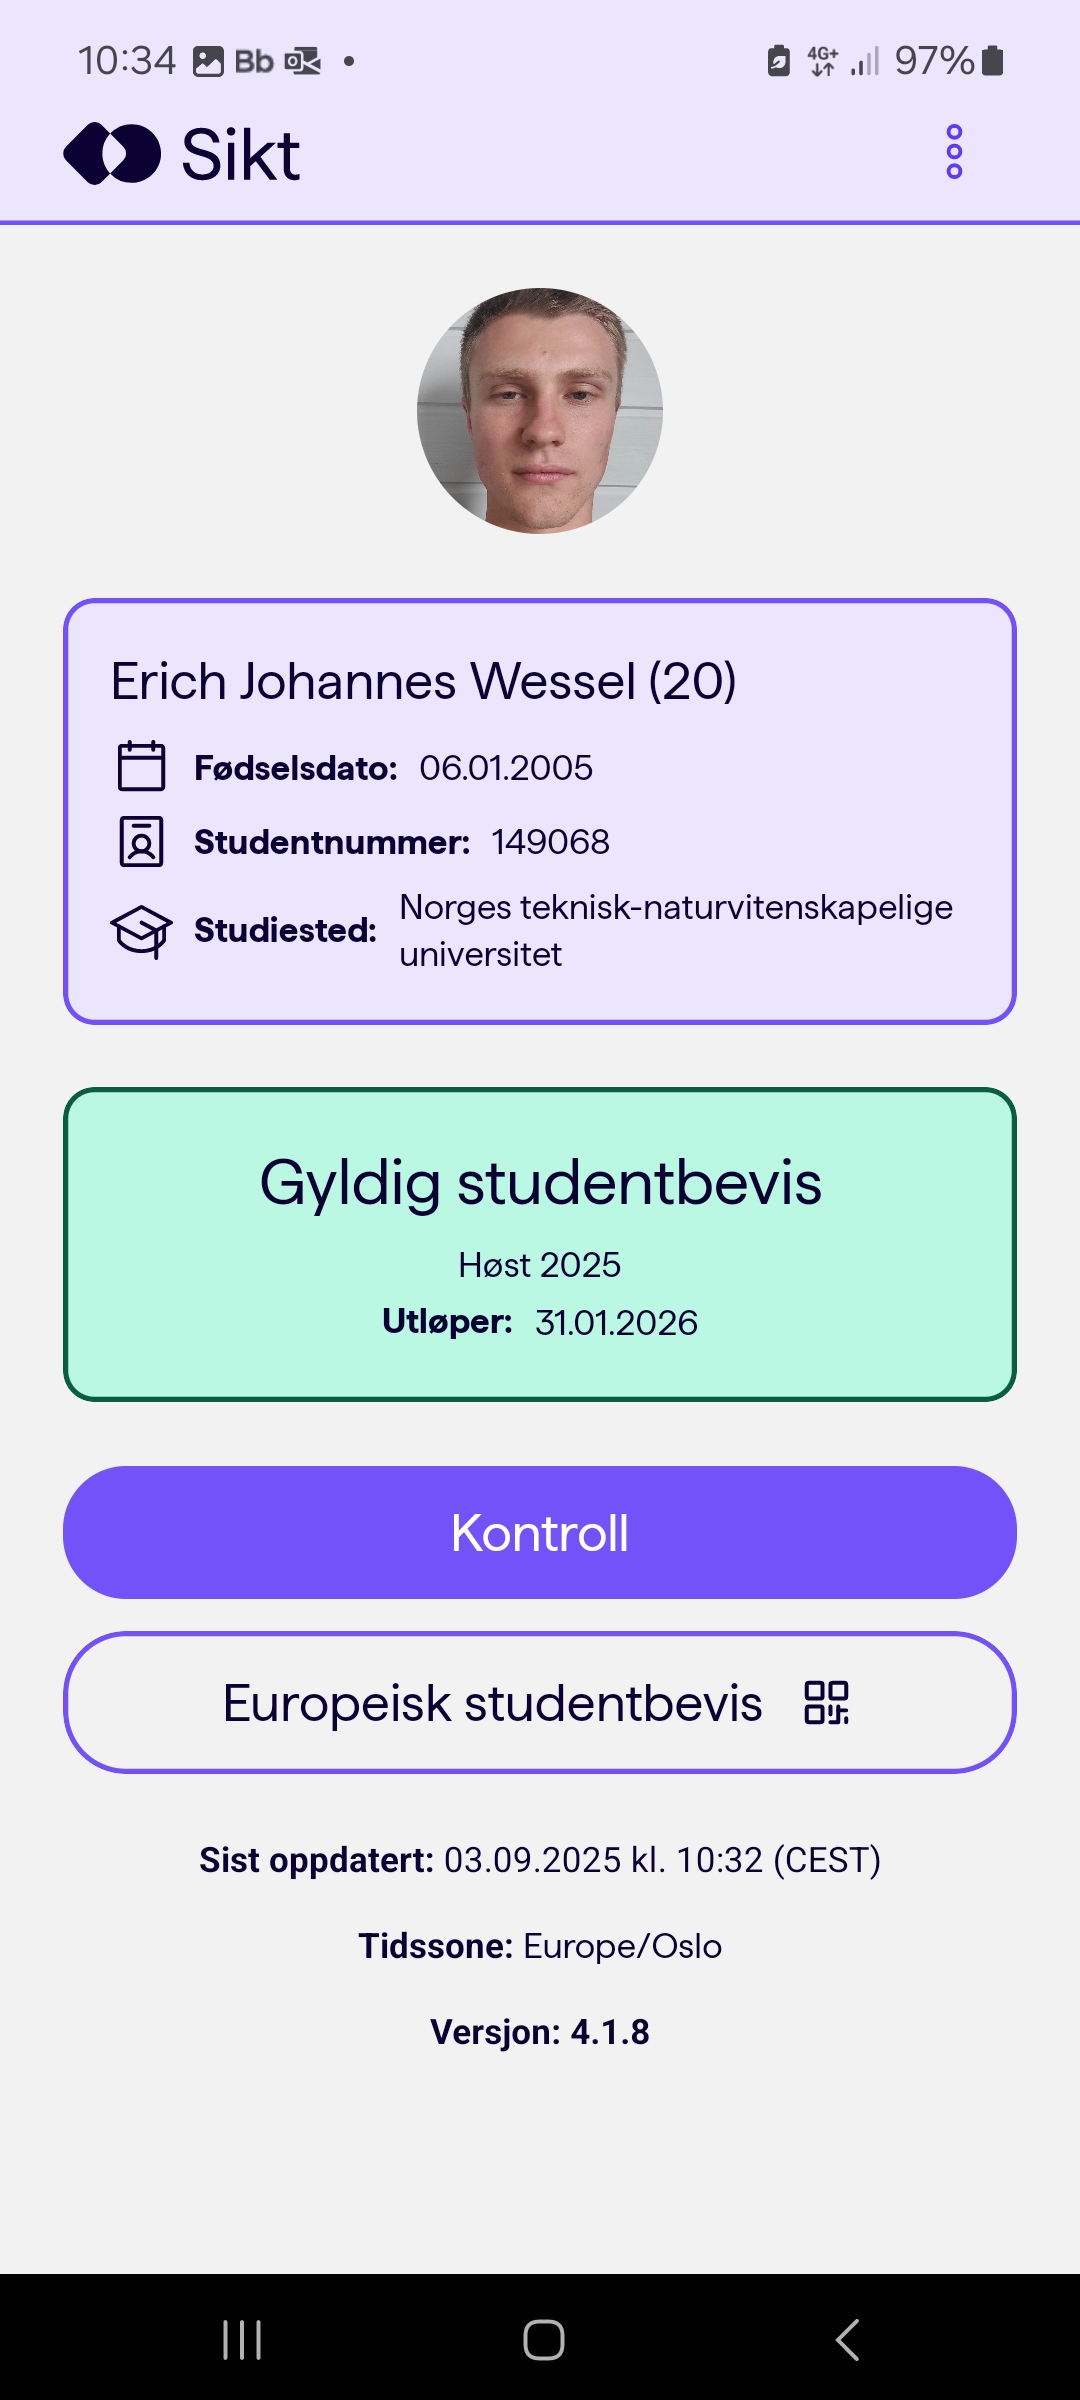 10:34 Bb 4G+ 97%
Sikt
Erich Johannes Wessel (20)
Fødselsdato: 06.01.2005
Studentnummer: 149068
Studiested: Norges teknisk-naturvitenskapelige
universitet
Gyldig studentbevis
Høst 2025
Utløper: 31.01.2026
Kontroll
Europeisk studentbevis
Sist oppdatert: 03.09.2025 kl. 10:32 (CEST)
Tidssone: Europe/Oslo
Versjon: 4.1.8